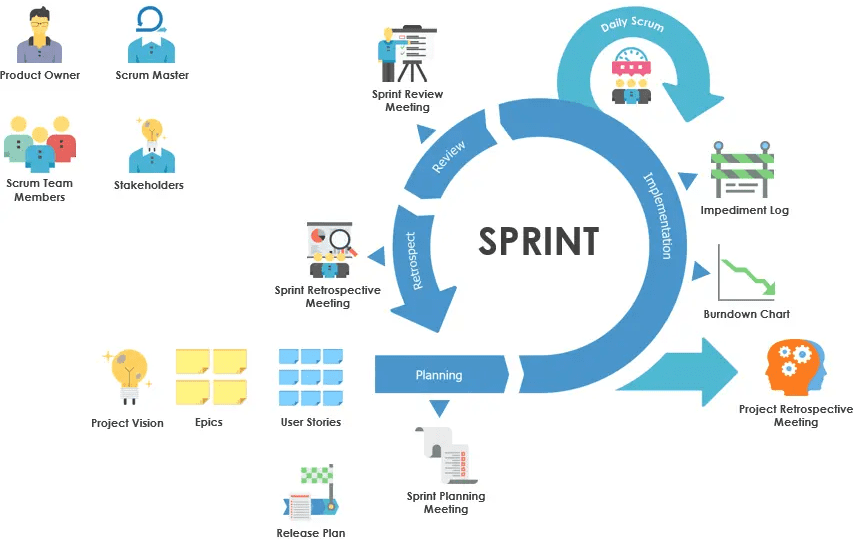 Product Owner
Scrum Master
Scrum Team
Members
Stakeholders
Daily Scrum
Sprint Review
Meeting
Review
Implementation
Impediment Log
SPRINT
Retrospect
Sprint Retrospective
Meeting
Burndown Chart
Planning
Project Vision
Epics
User Stories
Project Retrospective
Meeting
Sprint Planning
Meeting
Release Plan